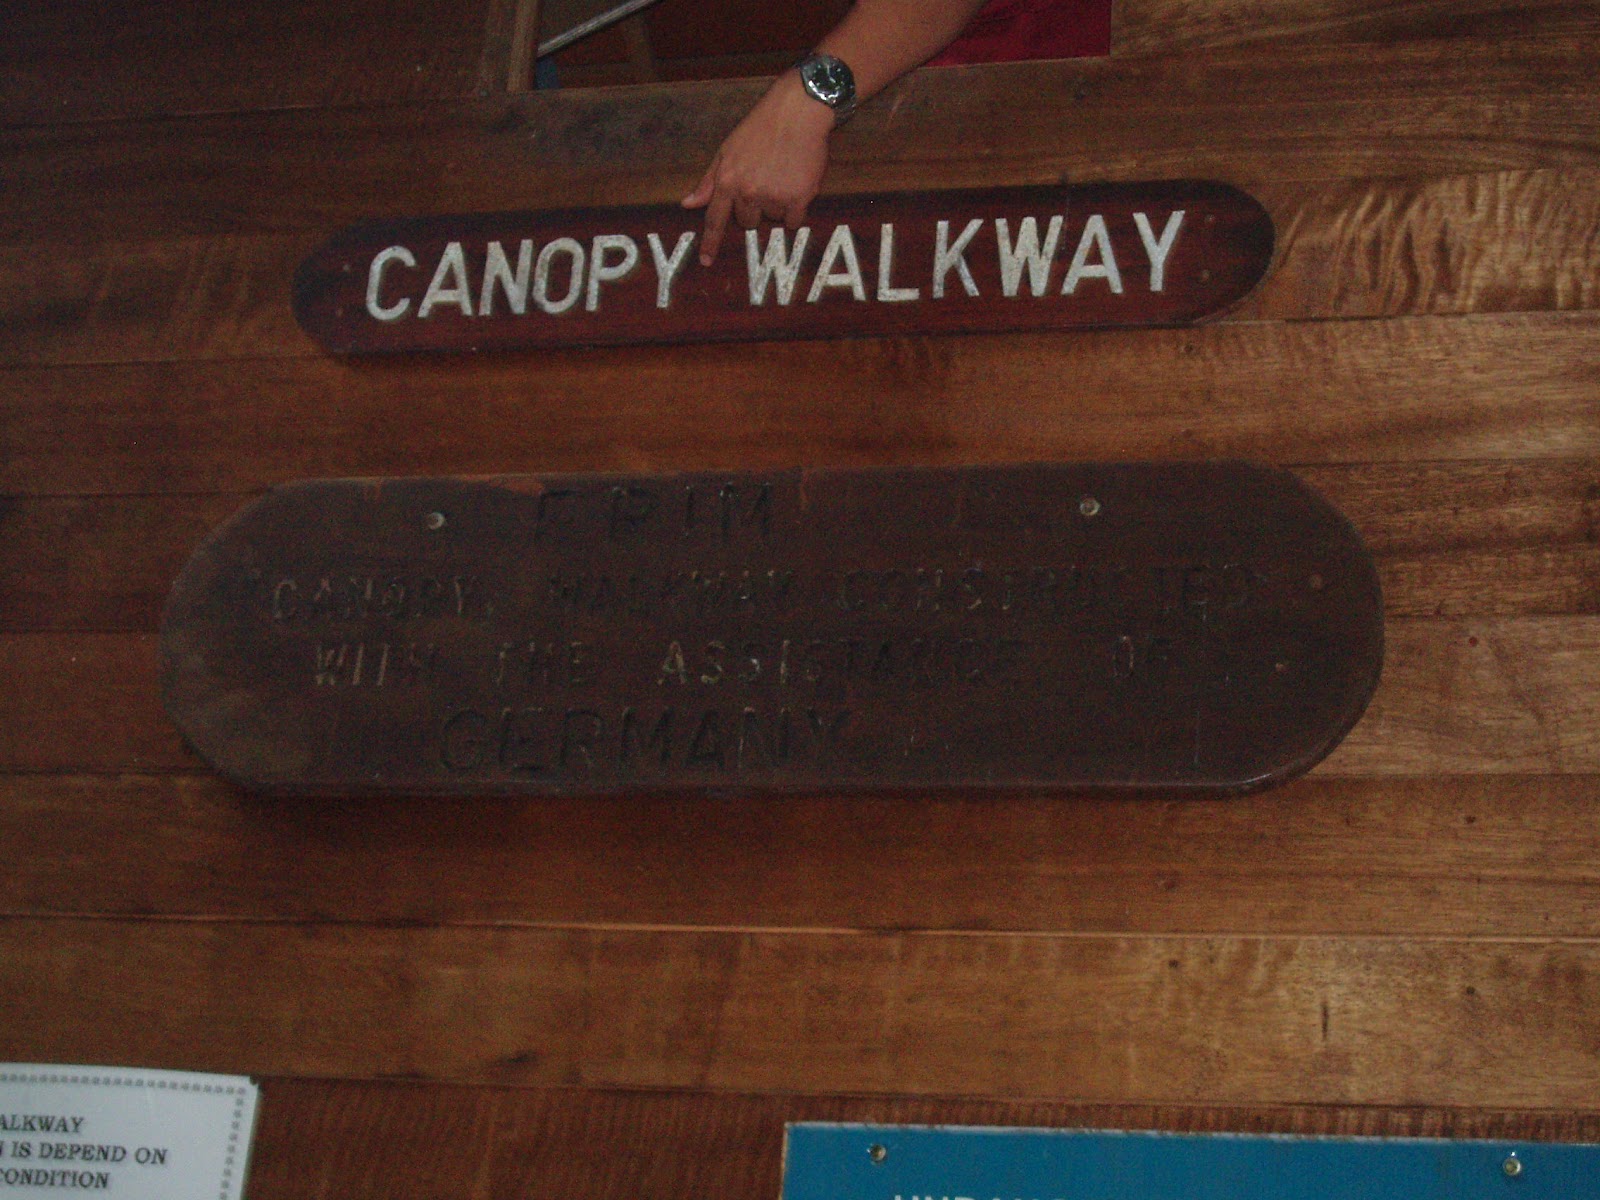 CANOPY WALKWAY
FRIM
CANOPY WALKWAY CONSTRUCTED
WITH THE ASSISTANCE OF
GERMANY
ALKWAY
IS DEPEND ON
CONDITION